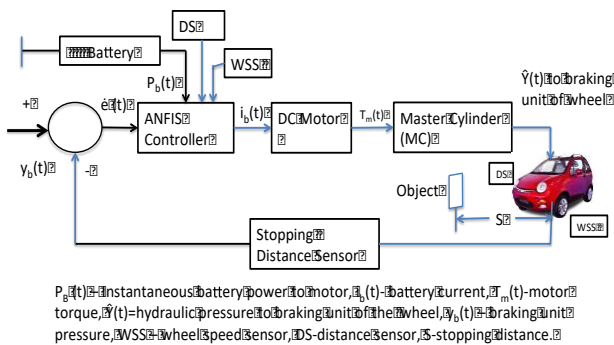 DS
Battery
WSS
P_b(t)
Ŷ(t) to braking
unit of wheel
+
ė(t)
ANFIS
Controller
i_b(t)
DC Motor
T_m(t)
Master Cylinder
(MC)
y_b(t)
-
Object
DS
S
WSS
Stopping
Distance Sensor
P_B (t) – Instantaneous battery power to motor, i_b(t)- battery current, T_m(t)-motor
torque, Ŷ(t)=hydraulic pressure to braking unit of the wheel, y_b(t) – braking unit
pressure, WSS – wheel speed sensor, DS-distance sensor, S-stopping distance.